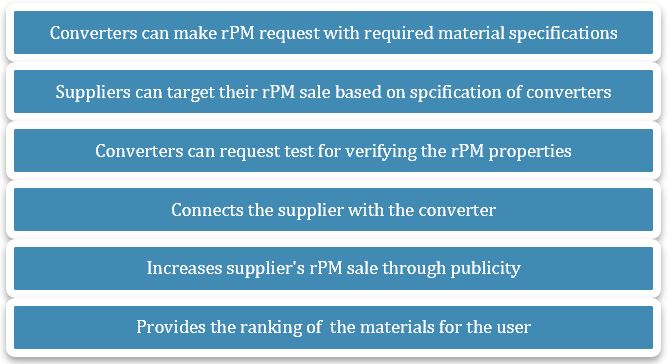 Converters can make rPM request with required material specifications
Suppliers can target their rPM sale based on spcification of converters
Converters can request test for verifying the rPM properties
Connects the supplier with the converter
Increases supplier's rPM sale through publicity
Provides the ranking of the materials for the user